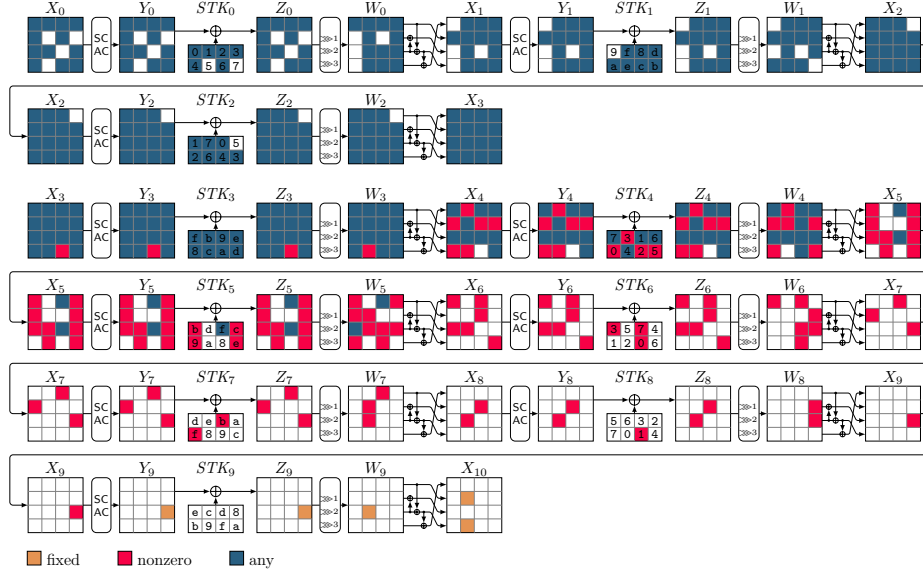 X0 Y0 STK0 Z0 W0 X1 Y1 STK1 Z1 W1 X2
SC AC 0 1 2 3 ⋙1 SC AC 9 f 8 d ⋙1
4 5 6 7 ⋙2 a e c b ⋙2
⋙3 ⋙3
X2 Y2 STK2 Z2 W2 X3
SC AC 1 7 0 5 ⋙1
2 6 4 3 ⋙2
⋙3
X3 Y3 STK3 Z3 W3 X4 Y4 STK4 Z4 W4 X5
SC AC f b 9 e ⋙1 SC AC 7 3 1 6 ⋙1
8 c a d ⋙2 0 4 2 5 ⋙2
⋙3 ⋙3
X5 Y5 STK5 Z5 W5 X6 Y6 STK6 Z6 W6 X7
SC AC b d f c ⋙1 SC AC 3 5 7 4 ⋙1
9 a 8 e ⋙2 1 2 0 6 ⋙2
⋙3 ⋙3
X7 Y7 STK7 Z7 W7 X8 Y8 STK8 Z8 W8 X9
SC AC d e b a ⋙1 SC AC 5 6 3 2 ⋙1
f 8 9 c ⋙2 7 0 1 4 ⋙2
⋙3 ⋙3
X9 Y9 STK9 Z9 W9 X10
SC AC e c d 8 ⋙1
b 9 f a ⋙2
⋙3
fixed nonzero any